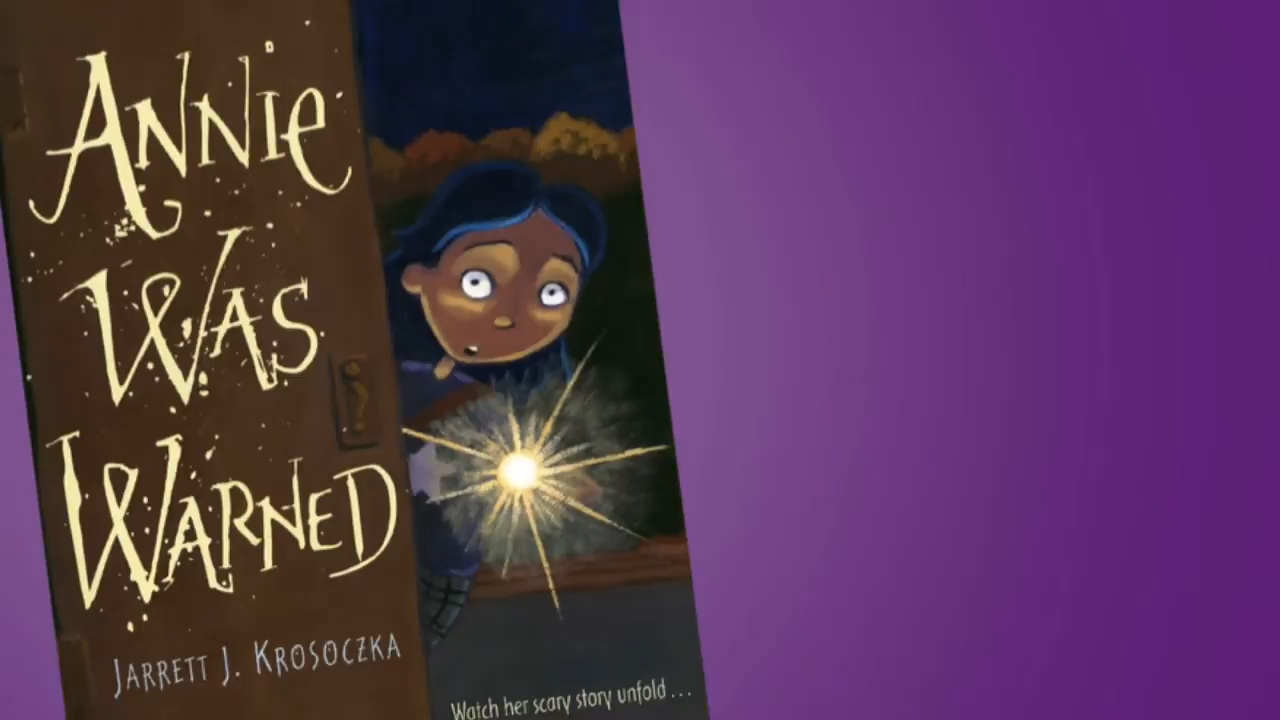 ANNIE
WAS
WARNED
JARRETT J. KROSOCZKA
Watch her scary story unfold...